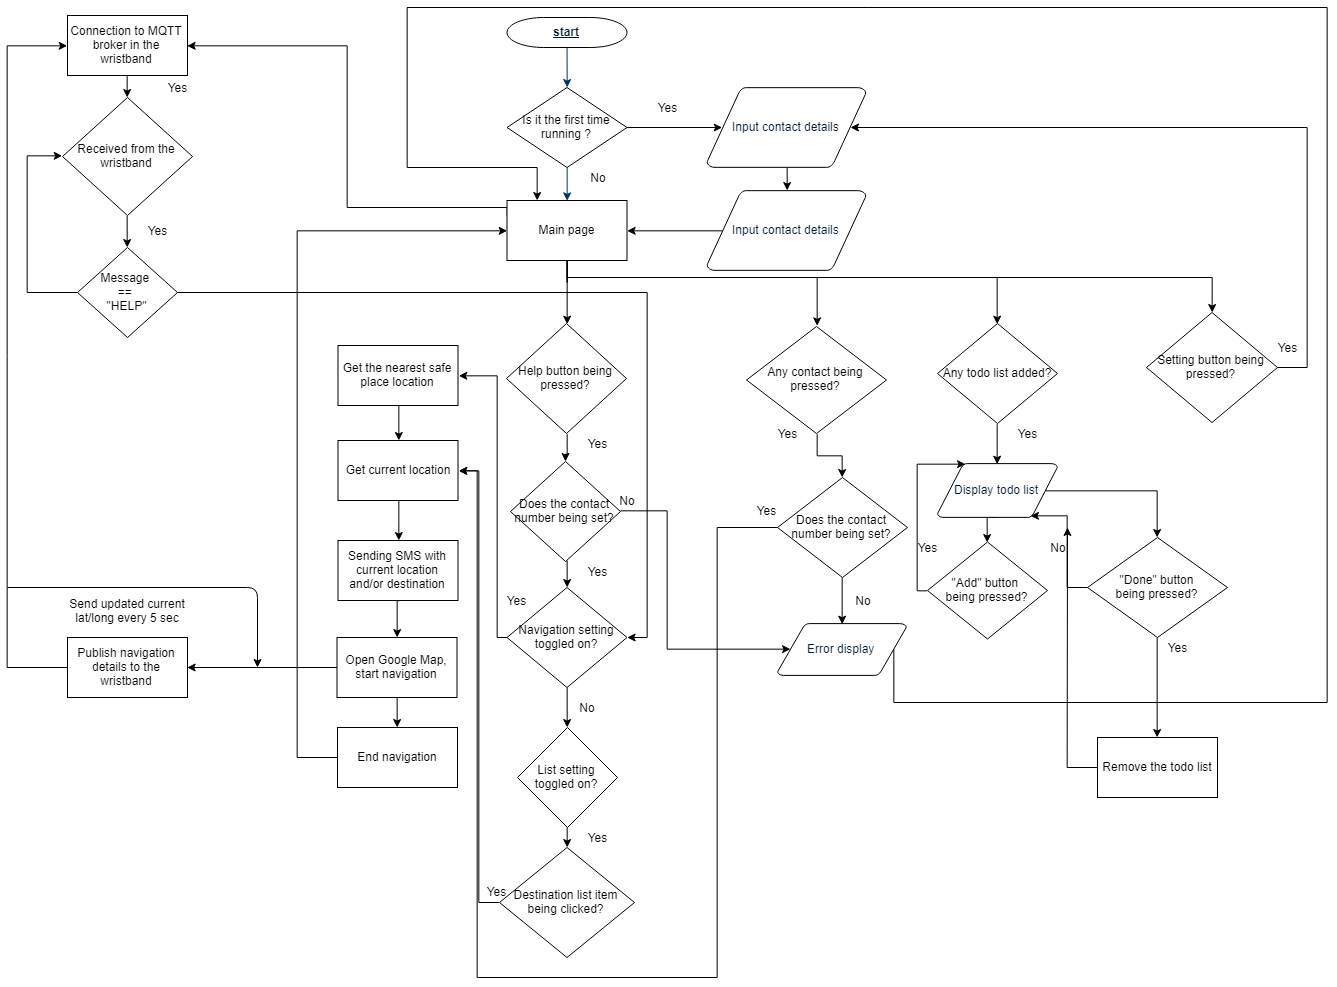 Connection to MQTT
broker in the
wristband
start
Yes
Is it the first time
running ?
Yes
Input contact details
Received from the
wristband
No
Yes
Main page
Input contact details
Message
==
"HELP"
Get the nearest safe
place location
Help button being
pressed?
Any contact being
pressed?
Any todo list added?
Setting button being
pressed?
Yes
Yes
Yes
Yes
Get current location
Does the contact
number being set?
No
Yes
Does the contact
number being set?
Display todo list
Yes
No
Sending SMS with
current location
and/or destination
Yes
"Add" button
being pressed?
"Done" button
being pressed?
Yes
No
Send updated current
lat/long every 5 sec
Navigation setting
toggled on?
Error display
Yes
Publish navigation
details to the
wristband
Open Google Map,
start navigation
No
End navigation
List setting
toggled on?
Remove the todo list
Yes
Yes
Destination list item
being clicked?